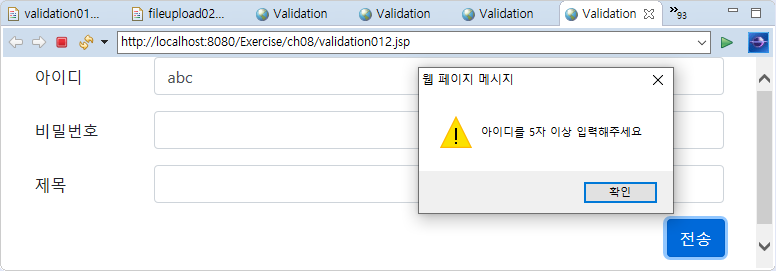 validation01... fileupload02... Validation Validation Validation Validation 93
http://localhost:8080/Exercise/ch08/validation012.jsp
아이디 abc
웹 페이지 메시지
아이디를 5자 이상 입력해주세요
비밀번호
제목
확인
전송